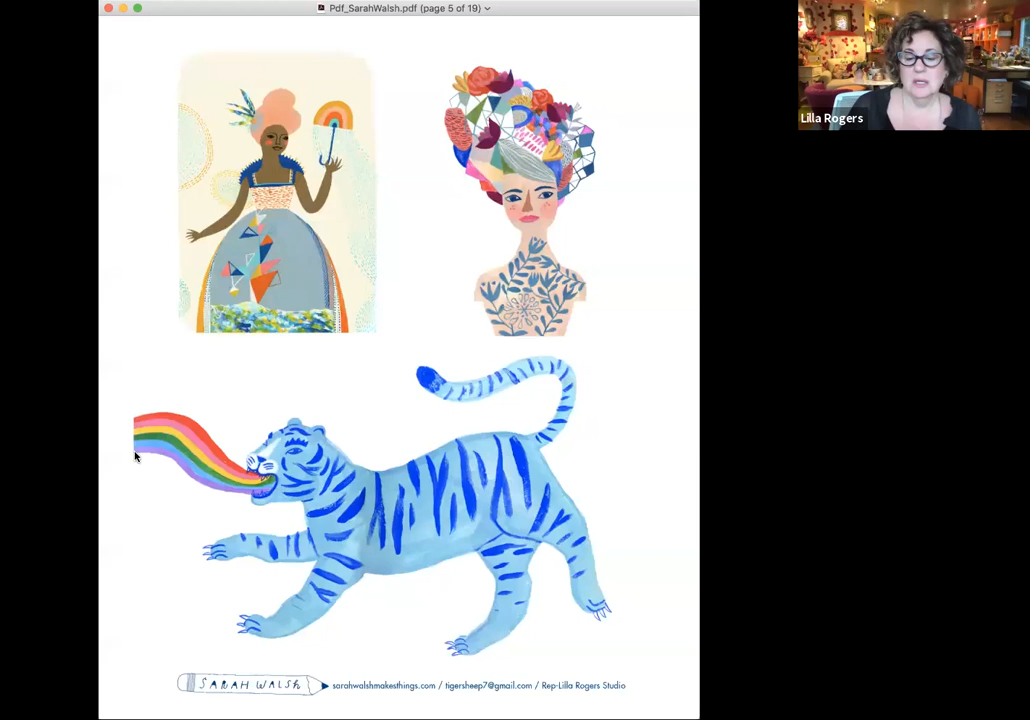 Pdf_SarahWalsh.pdf (page 5 of 19)
Lilla Rogers
SARAH WALSH
sarahwalshmakesthings.com / tigersheep7@gmail.com / Rep-Lilla Rogers Studio